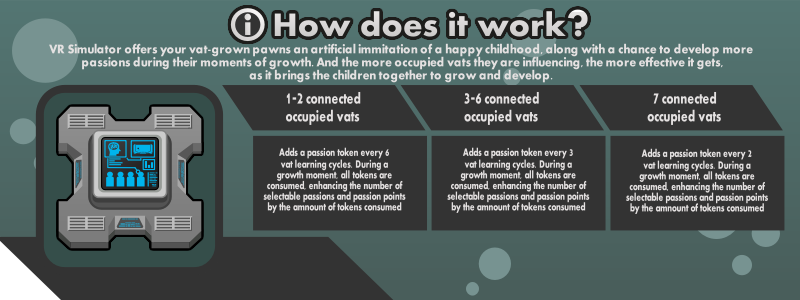 How does it work?
VR Simulator offers your vat-grown pawns an artificial immitation of a happy childhood, along with a chance to develop more
passions during their moments of growth. And the more occupied vats they are influencing, the more effective it gets,
as it brings the children together to grow and develop.
1-2 connected
occupied vats
Adds a passion token every 6
vat learning cycles. During a
growth moment, all tokens are
consumed, enhancing the number of
selectable passions and passion points
by the amnount of tokens consumed
3-6 connected
occupied vats
Adds a passion token every 3
vat learning cycles. During a
growth moment, all tokens are
consumed, enhancing the number of
selectable passions and passion points
by the amnount of tokens consumed
7 connected
occupied vats
Adds a passion token every 2
vat learning cycles. During a
growth moment, all tokens are
consumed, enhancing the number of
selectable passions and passion points
by the amnount of tokens consumed